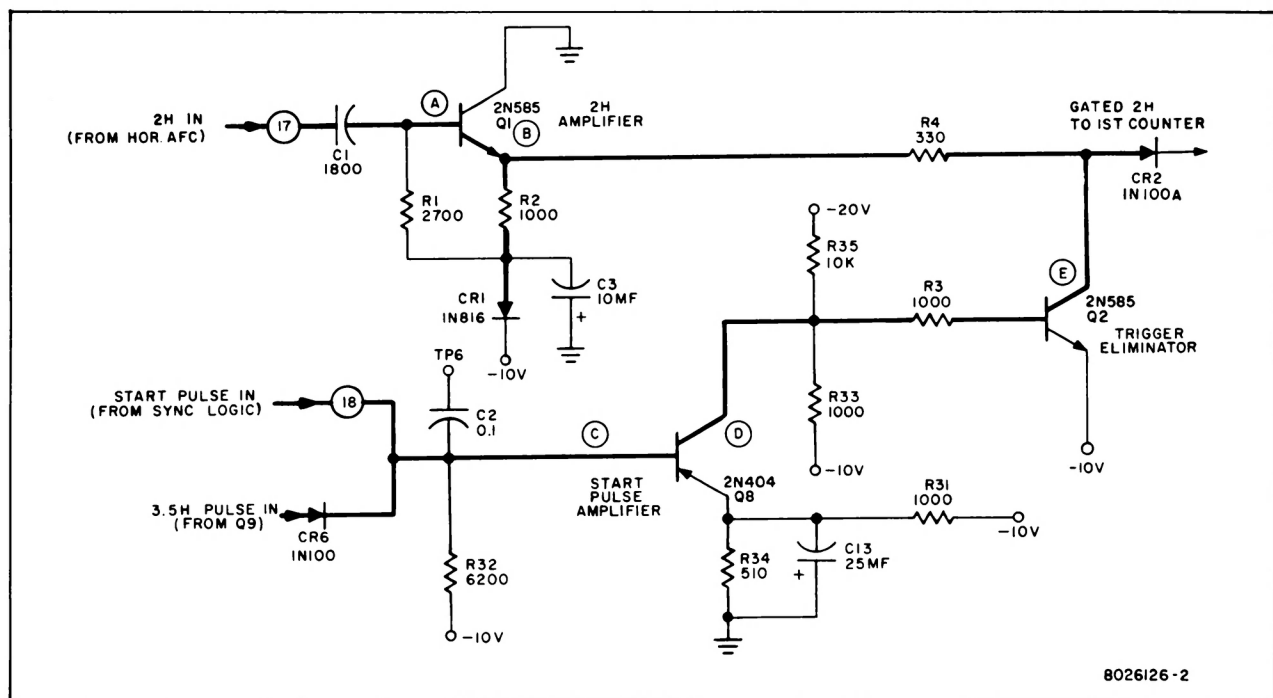 2H IN
(FROM HOR. AFC)
17
C1
1800
A
2N585
Q1
B
2H
AMPLIFIER
R4
330
GATED 2H
TO 1ST COUNTER
CR2
IN100A
R1
2700
R2
1000
CR1
IN816
-10V
C3
10MF
+
-20V
R35
10K
R3
1000
E
2N585
Q2
TRIGGER
ELIMINATOR
-10V
R33
1000
-10V
START PULSE IN
(FROM SYNC LOGIC)
18
TP6
C2
0.1
C
START
PULSE
AMPLIFIER
D
2N404
Q8
3.5H PULSE IN
(FROM Q9)
CR6
IN100
R32
6200
-10V
R34
510
+
C13
25MF
R31
1000
-10V
8026126-2